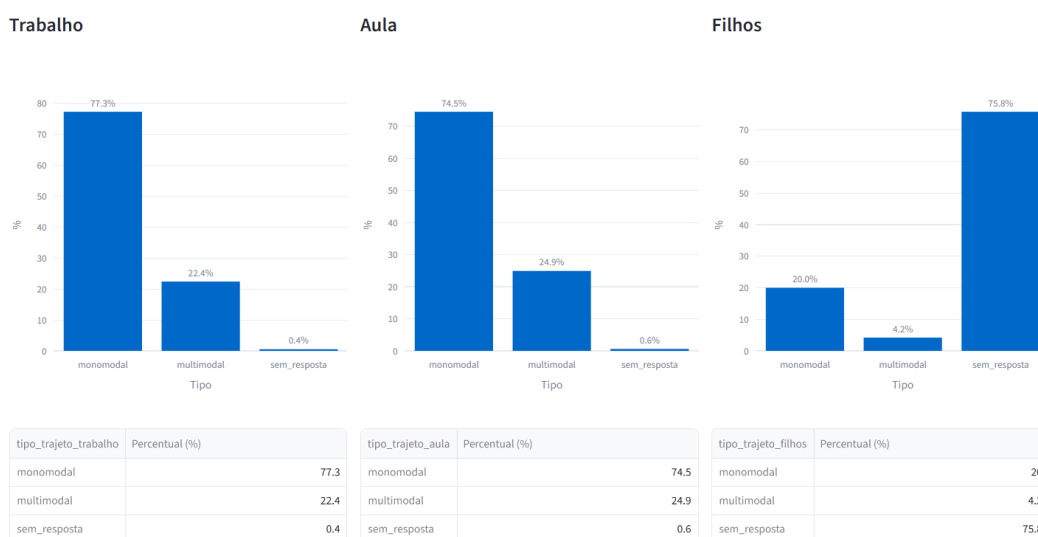 Trabalho
Aula
Filhos
80
70
60
50
40
30
20
10
0
%
77.3%
22.4%
0.4%
monomodal
multimodal
sem_resposta
Tipo
70
60
50
40
30
20
10
0
%
74.5%
24.9%
0.6%
monomodal
multimodal
sem_resposta
Tipo
70
60
50
40
30
20
10
0
%
20.0%
4.2%
75.8%
monomodal
multimodal
sem_resposta
Tipo
tipo_trajeto_trabalho Percentual (%)
monomodal 77.3
multimodal 22.4
sem_resposta 0.4
tipo_trajeto_aula Percentual (%)
monomodal 74.5
multimodal 24.9
sem_resposta 0.6
tipo_trajeto_filhos Percentual (%)
monomodal
multimodal
sem_resposta